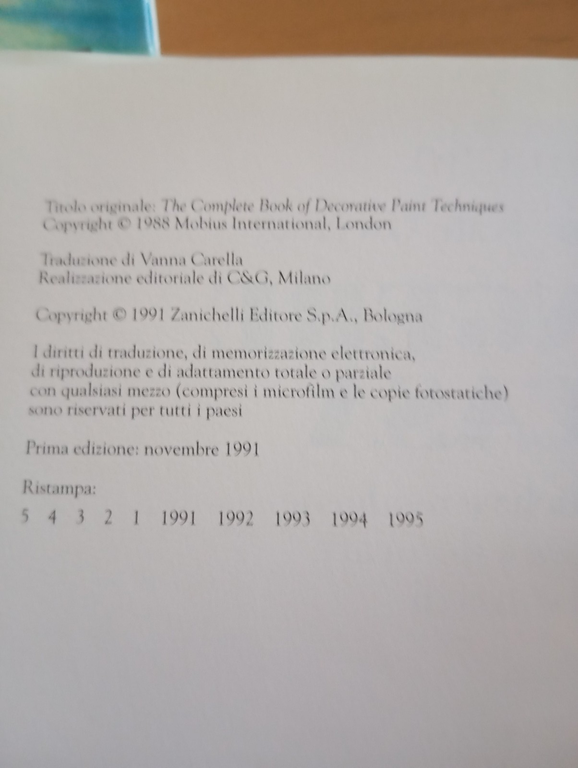 Titolo originale: The Complete Book of Decorative Paint Techniques
Copyright © 1988 Mobius International, London
Traduzione di Vanna Carella
Realizzazione editoriale di C&G, Milano
Copyright © 1991 Zanichelli Editore S.p.A., Bologna
I diritti di traduzione, di memorizzazione elettronica,
di riproduzione e di adattamento totale o parziale
con qualsiasi mezzo (compresi i microfilm e le copie fotostatiche)
sono riservati per tutti i paesi
Prima edizione: novembre 1991
Ristampa:
5 4 3 2 1 1991 1992 1993 1994 1995